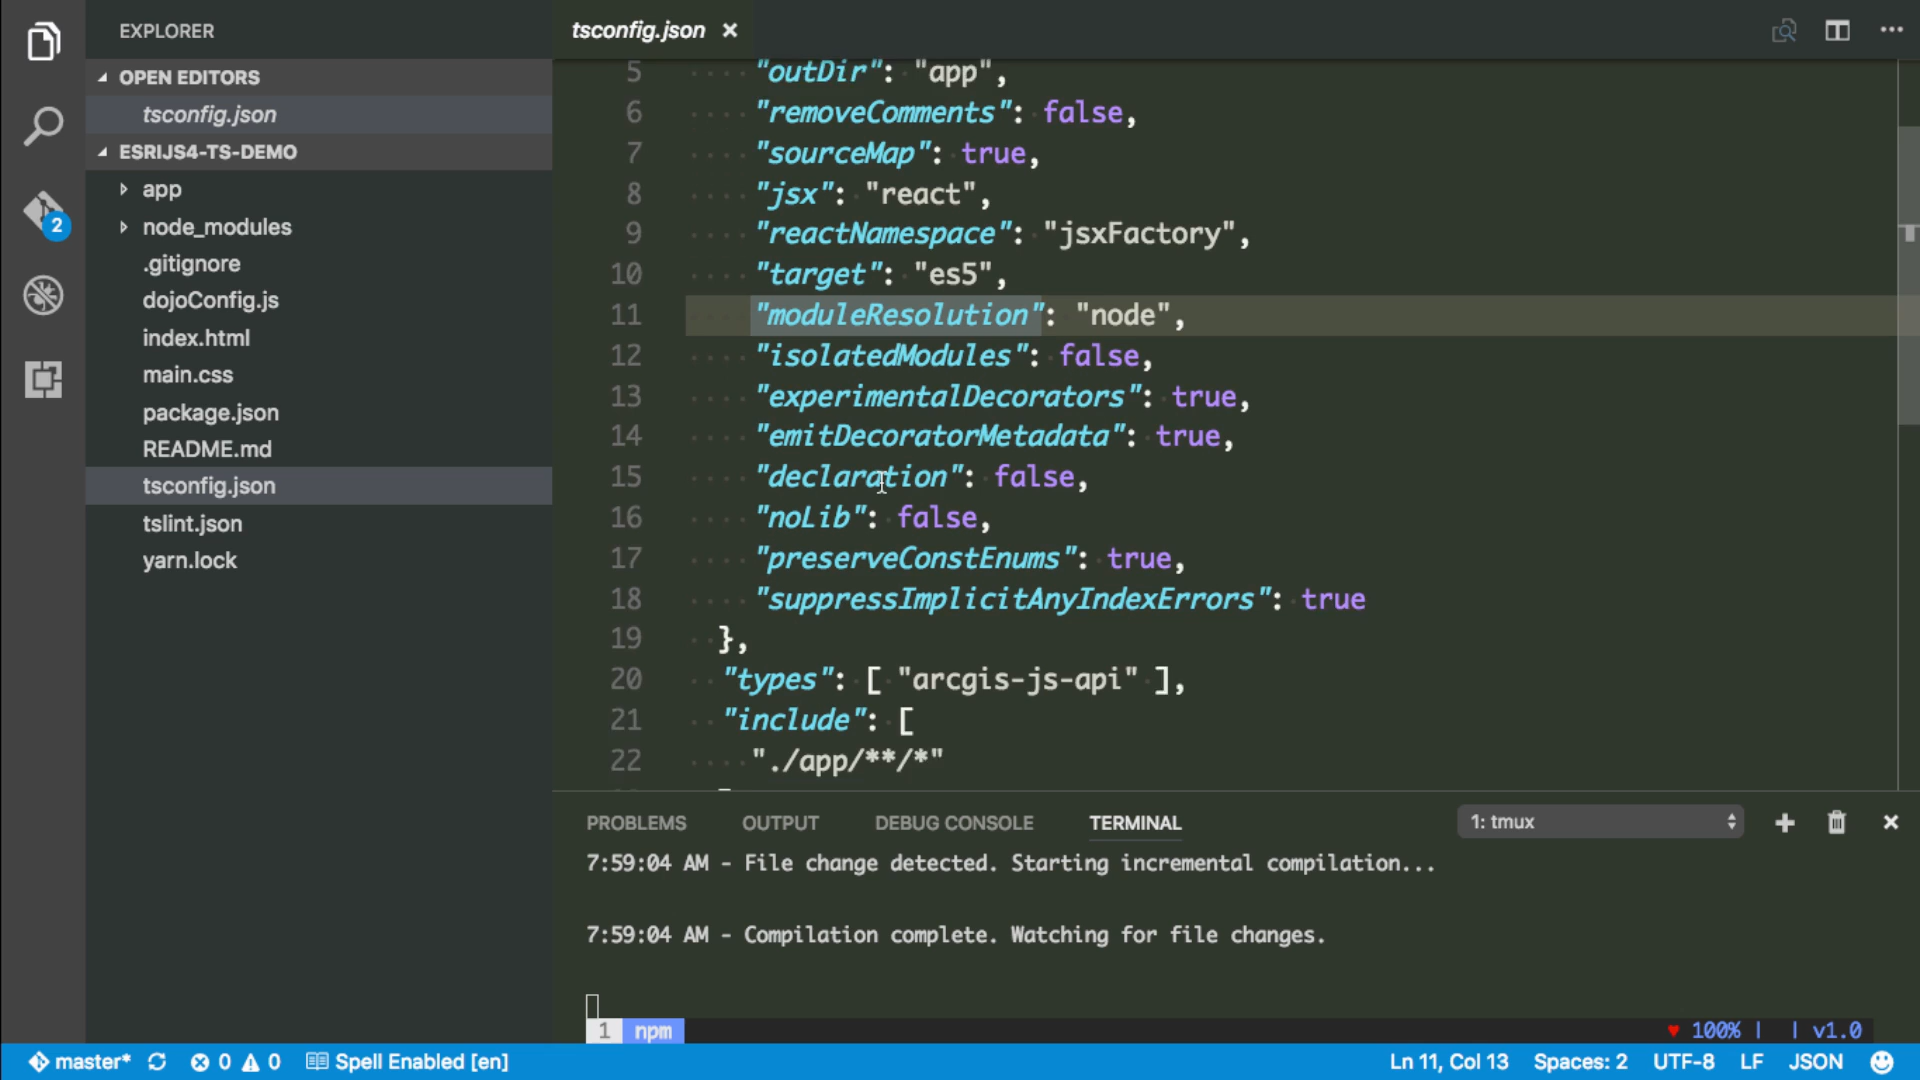 EXPLORER
OPEN EDITORS
tsconfig.json
ESRIJS4-TS-DEMO
app
node_modules
.gitignore
dojoConfig.js
index.html
main.css
package.json
README.md
tsconfig.json
tslint.json
yarn.lock
2
tsconfig.json ×
5 "outDir": "app",
6 "removeComments": false,
7 "sourceMap": true,
8 "jsx": "react",
9 "reactNamespace": "jsxFactory",
10 "target": "es5",
11 "moduleResolution": "node",
12 "isolatedModules": false,
13 "experimentalDecorators": true,
14 "emitDecoratorMetadata": true,
15 "declaration": false,
16 "noLib": false,
17 "preserveConstEnums": true,
18 "suppressImplicitAnyIndexErrors": true
19 },
20 "types": [ "arcgis-js-api" ],
21 "include": [
22 "./app/**/*"
PROBLEMS OUTPUT DEBUG CONSOLE TERMINAL 1: tmux
7:59:04 AM - File change detected. Starting incremental compilation...
7:59:04 AM - Compilation complete. Watching for file changes.
1 npm ♥ 100% | | v1.0
master* 0 0 Spell Enabled [en] Ln 11, Col 13 Spaces: 2 UTF-8 LF JSON